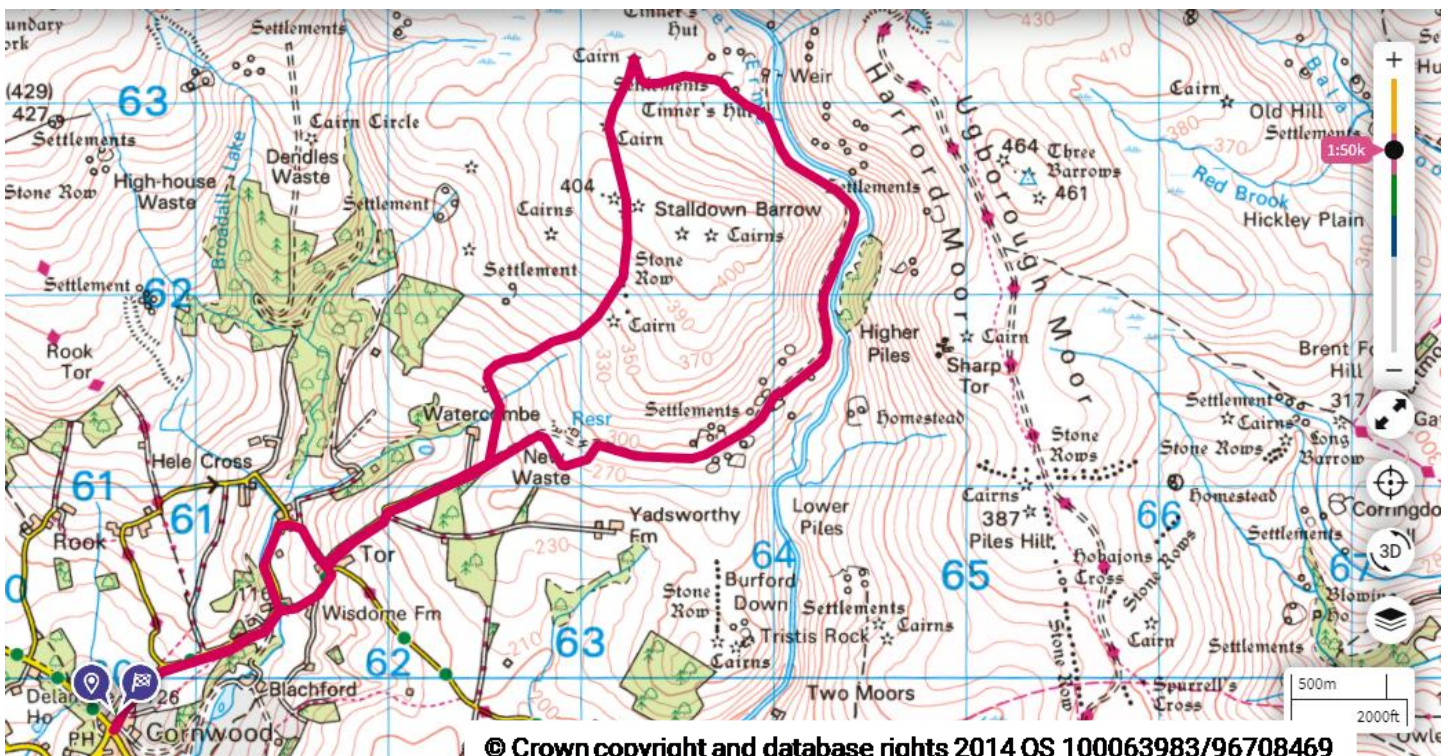 Settlements
Tinner's
Hut
430
410
(429)
427
63
Cairn
Weir
Cairn
Old Hill
Settlements
Settlements
Tinner's Hut
Cairn Circle
Settlements
Dendles
Waste
Cairn
Harford Moor
Ugborough Moor
464
Three
Barrows
461
380
370
1:50k
Stone Row
High-house
Waste
404
Settlements
Red Brook
Hickley Plain
Broadall Lake
Settlement
Cairns
Stalldown Barrow
Cairns
400
Settlement
62
Settlement
Stone
Row
390
Cairn
370
350
330
Higher
Piles
Cairn
Sharp
Tor
Rook
Tor
Hill
317
Watercombe
Resr
Settlements
Homestead
Settlement
Cairns
Stone Rows
Long
Barrow
300
270
New
Waste
Stone
Rows
Hele Cross
61
61
Cairns
387
Piles Hill
66
Homestead
Rook
Yadsworthy
Fm
Lower
Piles
Settlements
Tor
230
64
65
Hobajons
Cross
Stone Rows
67
3D
Wisdome Fm
Stone
Row
Burford
Down
Settlements
Tristis Rock
Cairns
Cairns
Stone Row
Cairn
Settlements
62
63
210
Blachford
Two Moors
Spurrell's
Cross
500m
2000ft
PH
Cornwood
© Crown copyright and database rights 2014 OS 100063983/96708469